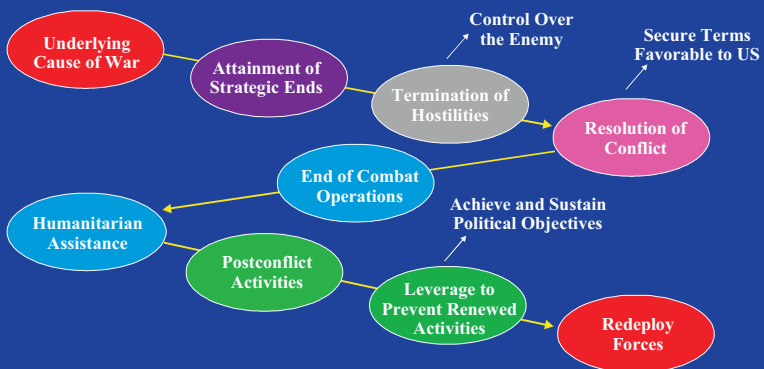 Underlying
Cause of War
Attainment of
Strategic Ends
Control Over
the Enemy
Termination of
Hostilities
Secure Terms
Favorable to US
Resolution of
Conflict
End of Combat
Operations
Humanitarian
Assistance
Postconflict
Activities
Achieve and Sustain
Political Objectives
Leverage to
Prevent Renewed
Activities
Redeploy
Forces